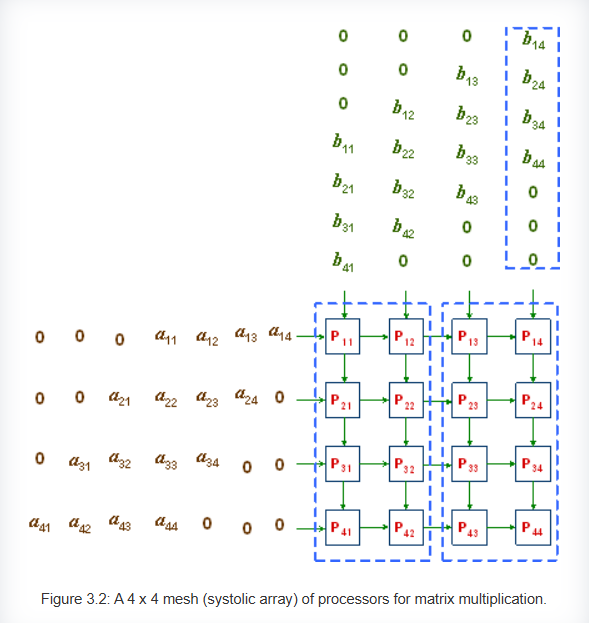 0 0 0 b14
0 0 b13 b24
0 b12 b23 b34
b11 b22 b33 b44
b21 b32 b43 0
b31 b42 0 0
b41 0 0 0
0 0 0 a11 a12 a13 a14 P11 P12 P13 P14
0 0 a21 a22 a23 a24 0 P21 P22 P23 P24
0 a31 a32 a33 a34 0 0 P31 P32 P33 P34
a41 a42 a43 a44 0 0 0 P41 P42 P43 P44
Figure 3.2: A 4 x 4 mesh (systolic array) of processors for matrix multiplication.